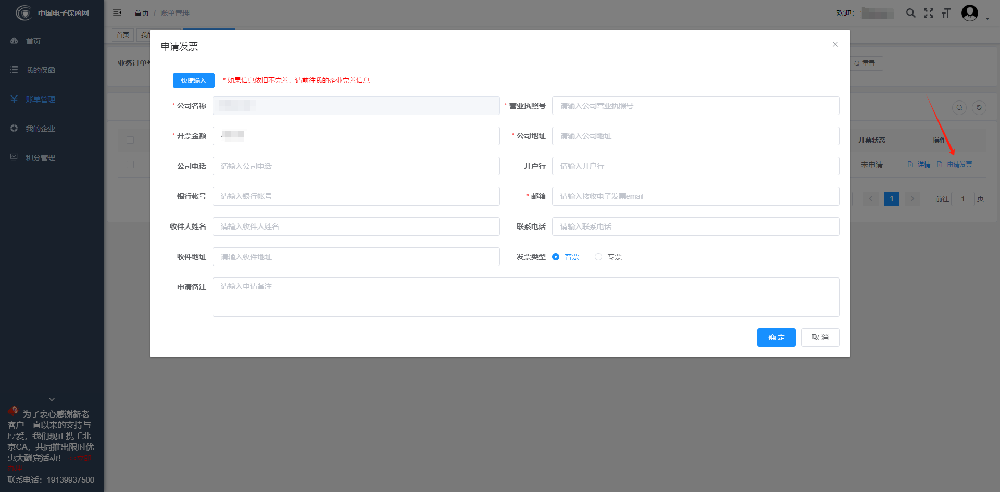 中国电子保函网
首页 / 账单管理
欢迎：
首页
我的保函
账单管理
我的企业
积分管理
首页
我的
业务订单号
重置
申请发票
快捷输入
* 如果信息依旧不完善，请前往我的企业完善信息
* 公司名称
* 营业执照号 请输入公司营业执照号
* 开票金额
* 公司地址 请输入公司地址
公司电话 请输入公司电话
开户行 请输入开户行
银行帐号 请输入银行帐号
* 邮箱 请输入接收电子发票email
收件人姓名 请输入收件人姓名
联系电话 请输入联系电话
收件地址 请输入收件地址
发票类型 普票 专票
申请备注 请输入申请备注
确 定 取 消
开票状态 操作
未申请 详情 申请发票
1 前往 1 页
为了衷心感谢新老
客户一直以来的支持与
厚爱，我们现正携手北
京CA，共同推出限时优
惠大酬宾活动！
联系电话：19139937500